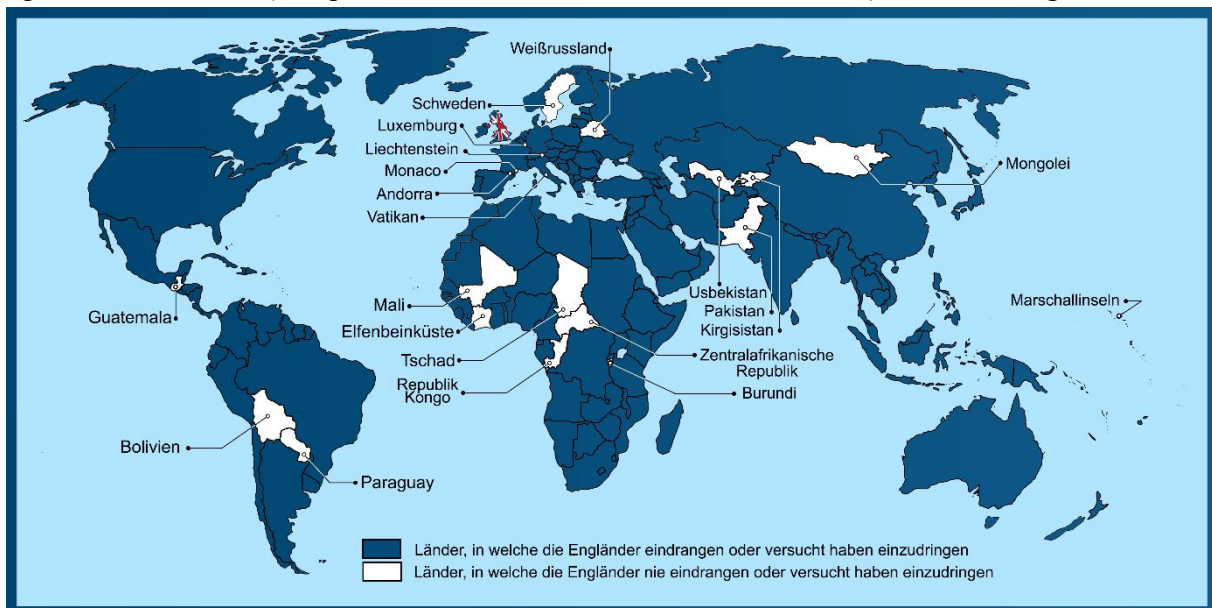 Weißrussland
Schweden
Luxemburg
Liechtenstein
Monaco
Andorra
Vatikan
Mongolei
Guatemala
Mali
Elfenbeinküste
Tschad
Republik
Kongo
Usbekistan
Pakistan
Kirgisistan
Zentralafrikanische
Republik
Burundi
Marschallinseln
Bolivien
Paraguay
Länder, in welche die Engländer eindrangen oder versucht haben einzudringen
Länder, in welche die Engländer nie eindrangen oder versucht haben einzudringen